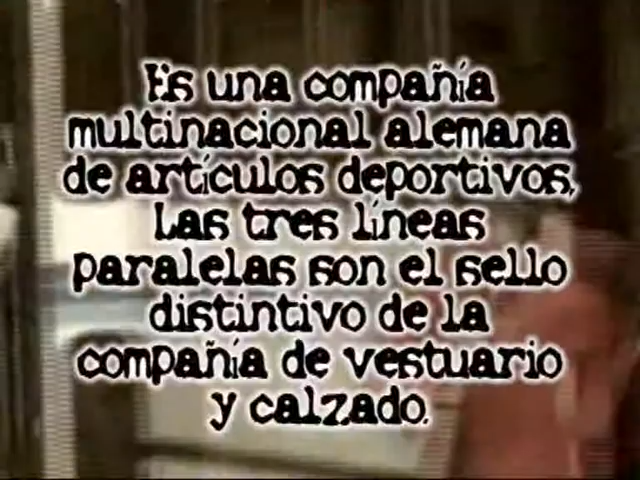 Es una compañía
multinacional alemana
de artículos deportivos.
Las tres líneas
paralelas son el sello
distintivo de la
compañía de vestuario
y calzado.